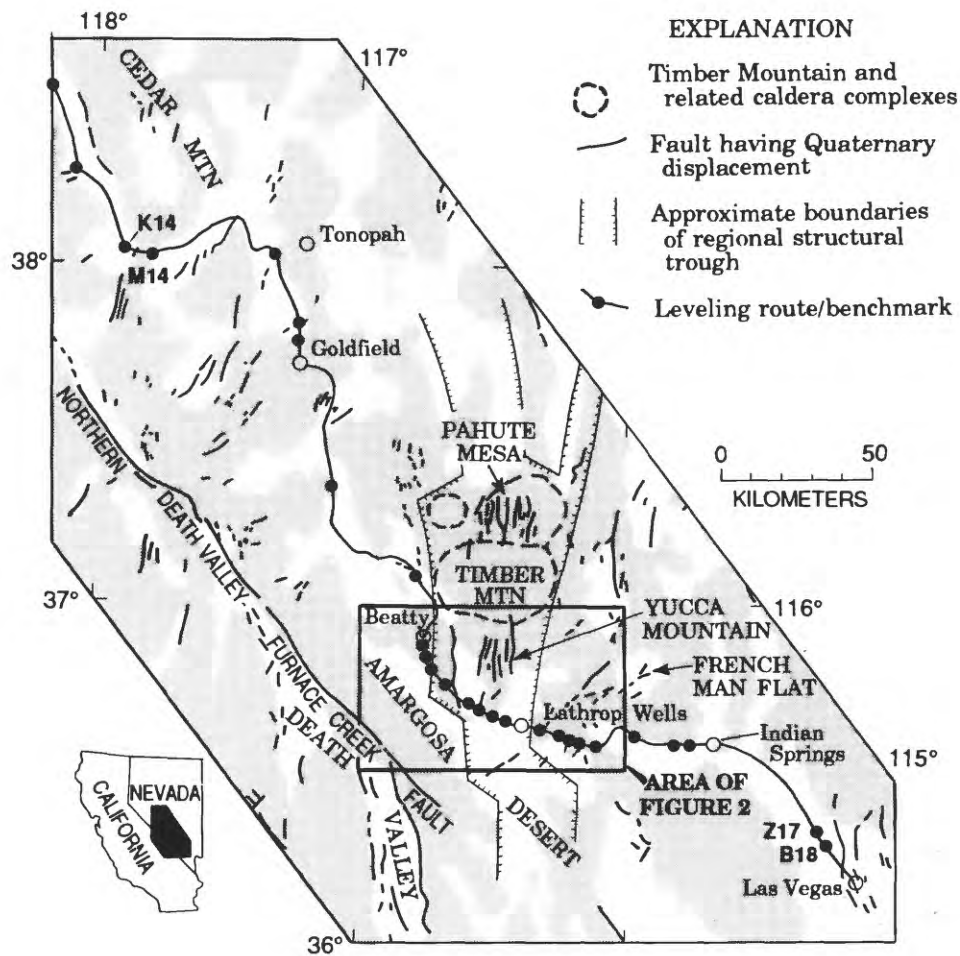 118°
117°
EXPLANATION
Timber Mountain and
related caldera complexes
Fault having Quaternary
displacement
Approximate boundaries
of regional structural
trough
Leveling route/benchmark
CEDAR MTN
K14
M14
Tonopah
38°
Goldfield
NORTHERN DEATH VALLEY - FURNACE CREEK FAULT
PAHUTE
MESA
0 50
KILOMETERS
TIMBER
MTN
37°
116°
Beatty
YUCCA
MOUNTAIN
FRENCH
MAN FLAT
AMARGOSA
DESERT
Lathrop Wells
Indian
Springs
115°
DEATH
VALLEY
AREA OF
FIGURE 2
NEVADA
CALIFORNIA
Z17
B18
Las Vegas
36°